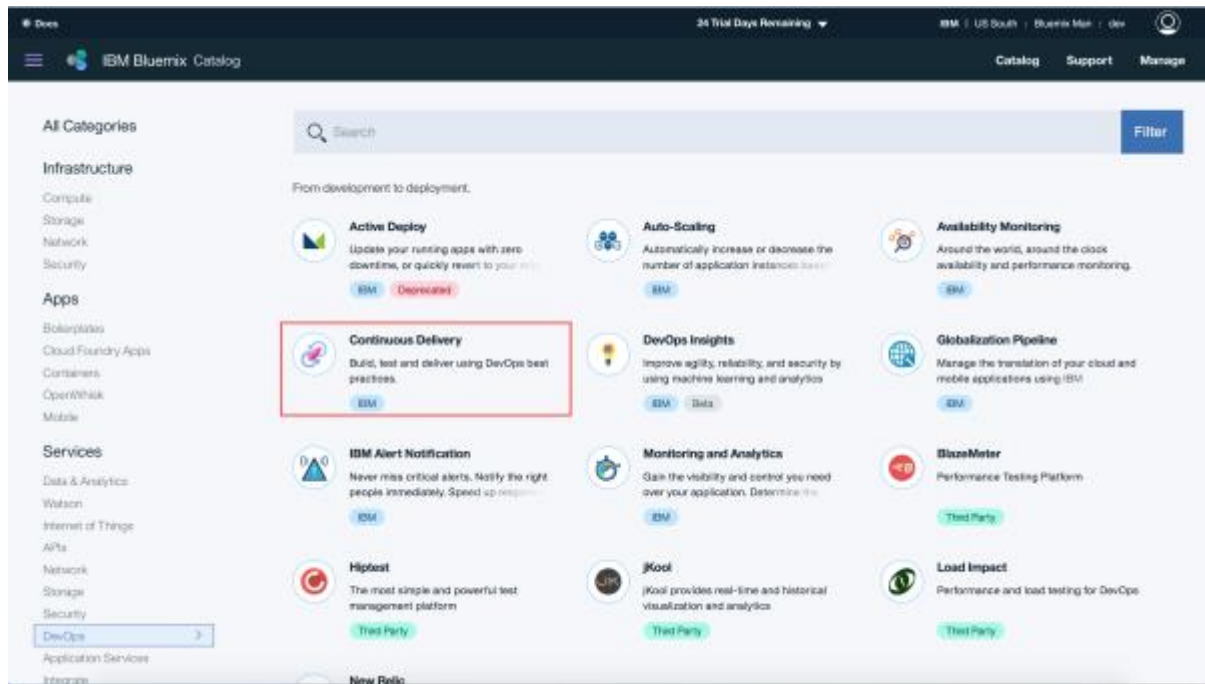 Docs
24 Trial Days Remaining
IBM | US South : Bluemix Man : dev
IBM Bluemix Catalog
Catalog Support Manage
All Categories
Infrastructure
Compute
Storage
Network
Security
Apps
Boilerplates
Cloud Foundry Apps
Containers
OpenWhisk
Mobile
Services
Data & Analytics
Watson
Internet of Things
APIs
Network
Storage
Security
DevOps
Application Services
Integrate
Search
Filter
From development to deployment.
Active Deploy
Update your running apps with zero
downtime, or quickly revert to your
IBM Deprecated
Auto-Scaling
Automatically increase or decrease the
number of application instances
IBM
Availability Monitoring
Around the world, around the clock
availability and performance monitoring.
IBM
Continuous Delivery
Build, test and deliver using DevOps best
practices.
IBM
DevOps Insights
Improve agility, reliability, and security by
using machine learning and analytics
IBM Beta
Globalization Pipeline
Manage the translation of your cloud and
mobile applications using IBM
IBM
IBM Alert Notification
Never miss critical alerts. Notify the right
people immediately. Speed up
IBM
Monitoring and Analytics
Gain the visibility and control you need
over your application. Determine the
IBM
BlazeMeter
Performance Testing Platform
Third Party
Hiptest
The most simple and powerful test
management platform
Third Party
JK
jKool
jKool provides real-time and historical
visualization and analytics
Third Party
Load Impact
Performance and load testing for DevOps
Third Party
New Relic